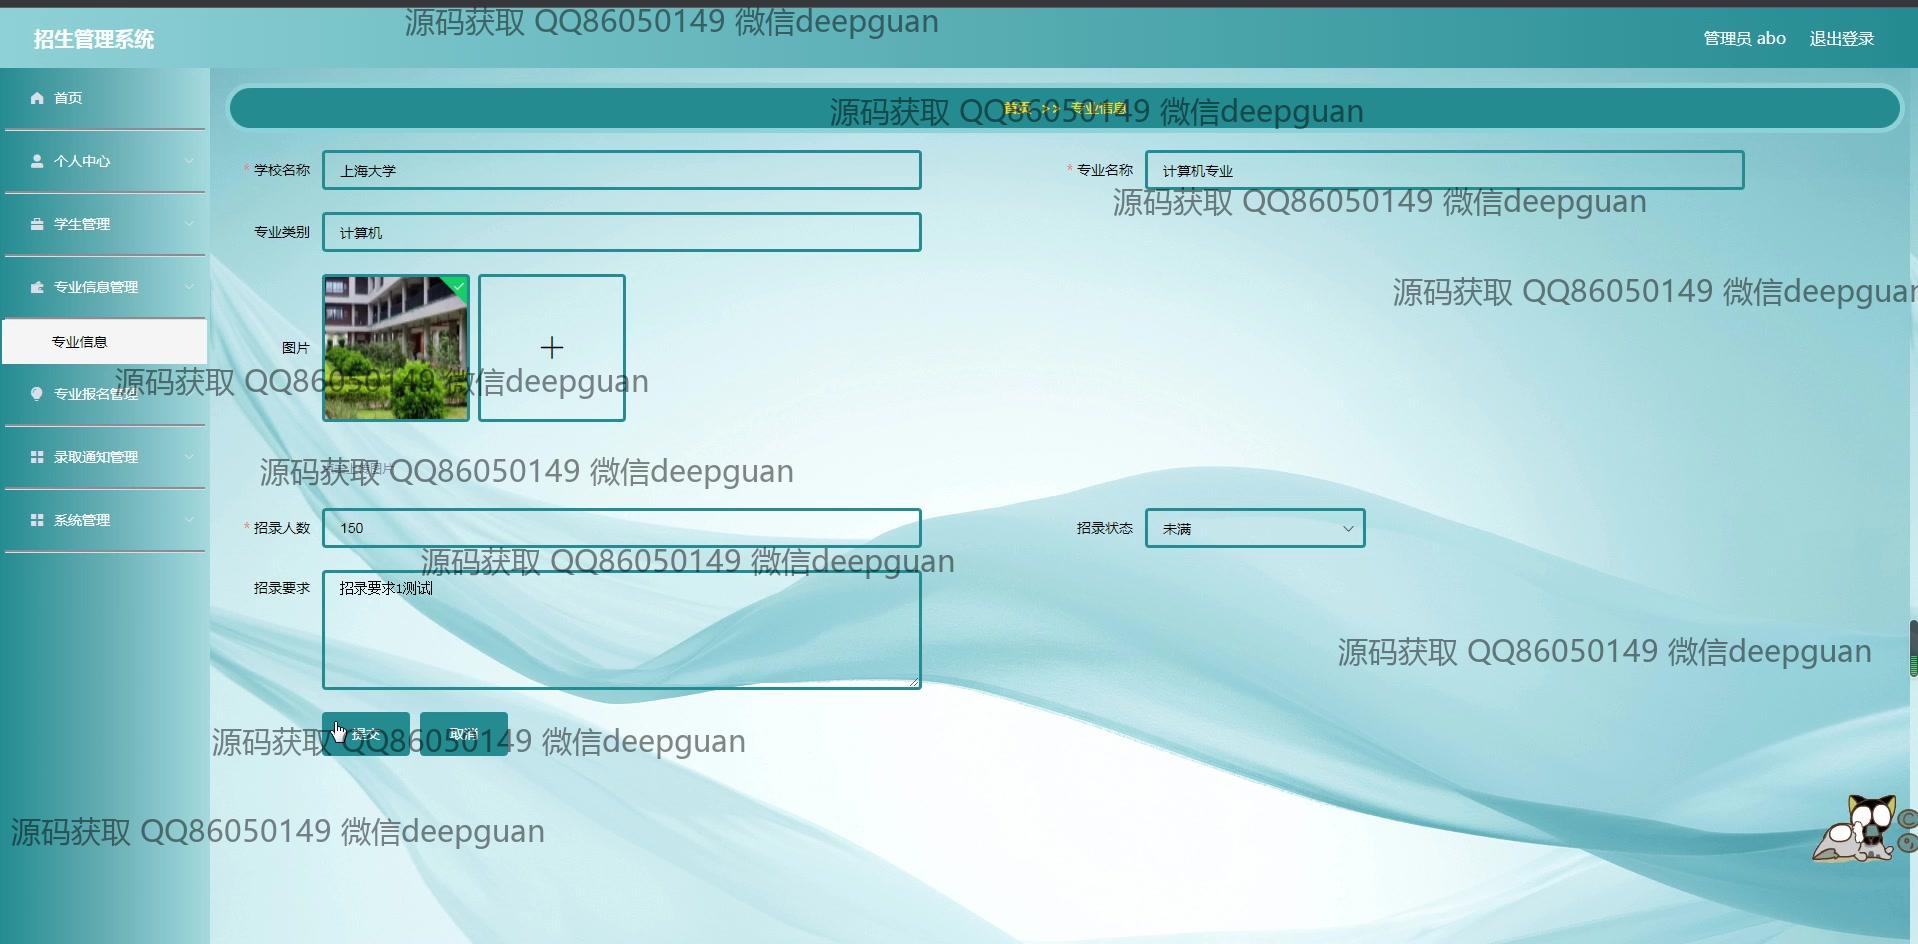 源码获取 QQ86050149 微信deepguan
招生管理系统
管理员 abo 退出登录
首页
首页 >> 专业信息
源码获取 QQ86050149 微信deepguan
个人中心
* 学校名称 上海大学
* 专业名称 计算机专业
源码获取 QQ86050149 微信deepguan
学生管理
专业类别 计算机
专业信息管理
源码获取 QQ86050149 微信deepguan
专业信息
图片
源码获取 QQ86050149 微信deepguan
专业报名管理
录取通知管理
源码获取 QQ86050149 微信deepguan
系统管理
* 招录人数 150
招录状态 未满
源码获取 QQ86050149 微信deepguan
招录要求 招录要求1测试
源码获取 QQ86050149 微信deepguan
提交 取消
源码获取 QQ86050149 微信deepguan
源码获取 QQ86050149 微信deepguan